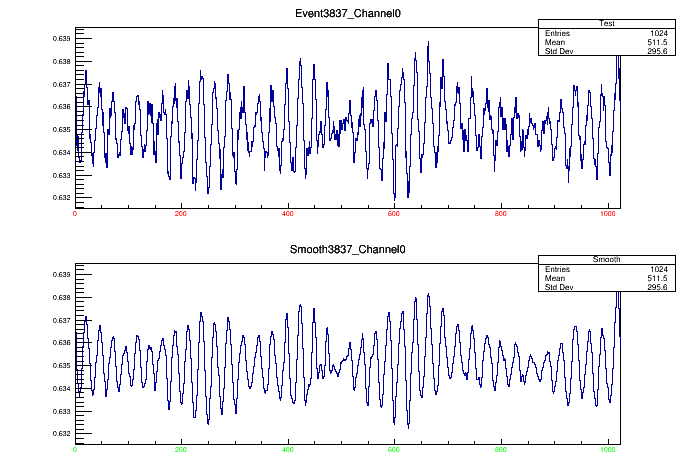 Event3837_Channel0
Test
Entries 1024
Mean 511.5
Std Dev 295.6
0.639
0.638
0.637
0.636
0.635
0.634
0.633
0.632
0 200 400 600 800 1000
Smooth3837_Channel0
Smooth
Entries 1024
Mean 511.5
Std Dev 295.6
0.639
0.638
0.637
0.636
0.635
0.634
0.633
0.632
0 200 400 600 800 1000